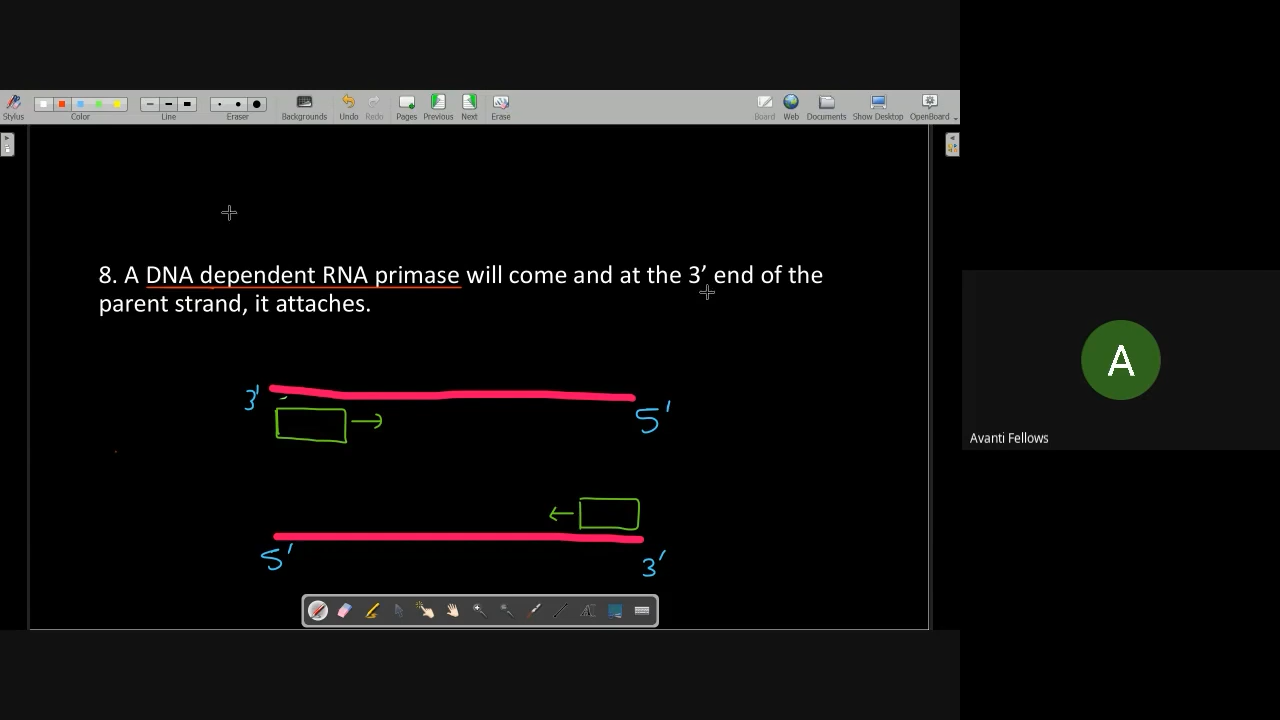 Stylus Color Line Eraser Backgrounds Undo Redo Pages Previous Next Erase Board Web Documents Show Desktop OpenBoard
8. A DNA dependent RNA primase will come and at the 3’ end of the
parent strand, it attaches.
3'
5'
5'
3'
A
Avanti Fellows